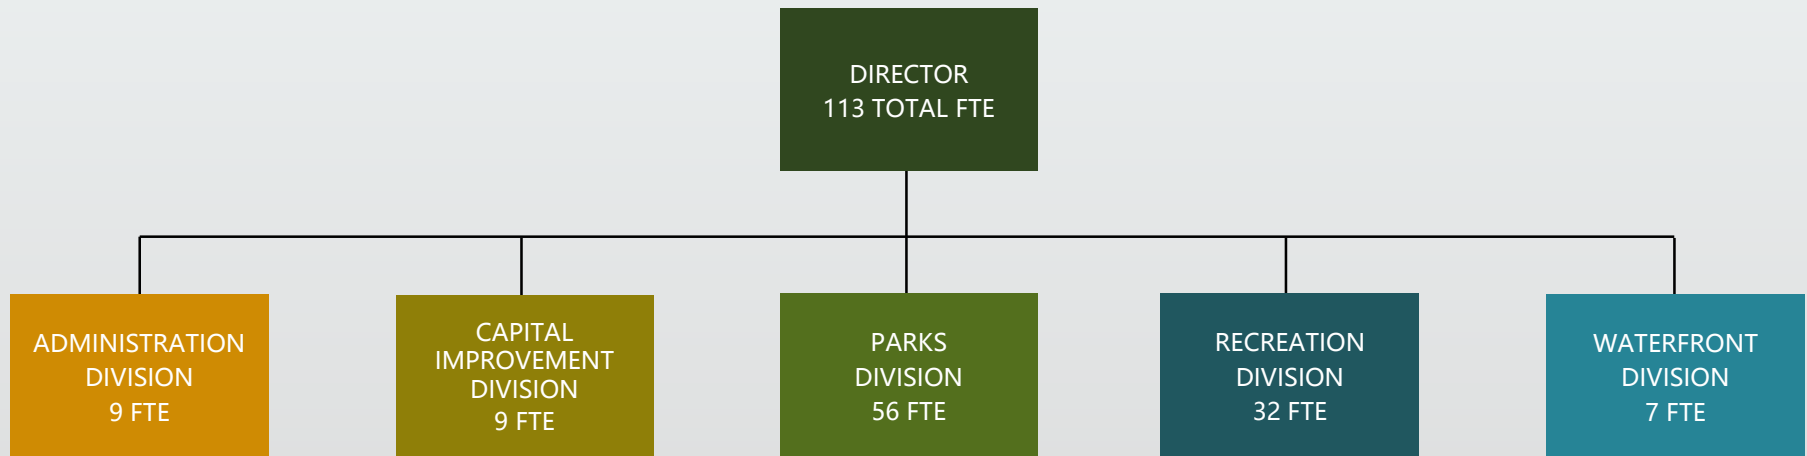 DIRECTOR
113 TOTAL FTE
ADMINISTRATION
DIVISION
9 FTE
CAPITAL
IMPROVEMENT
DIVISION
9 FTE
PARKS
DIVISION
56 FTE
RECREATION
DIVISION
32 FTE
WATERFRONT
DIVISION
7 FTE